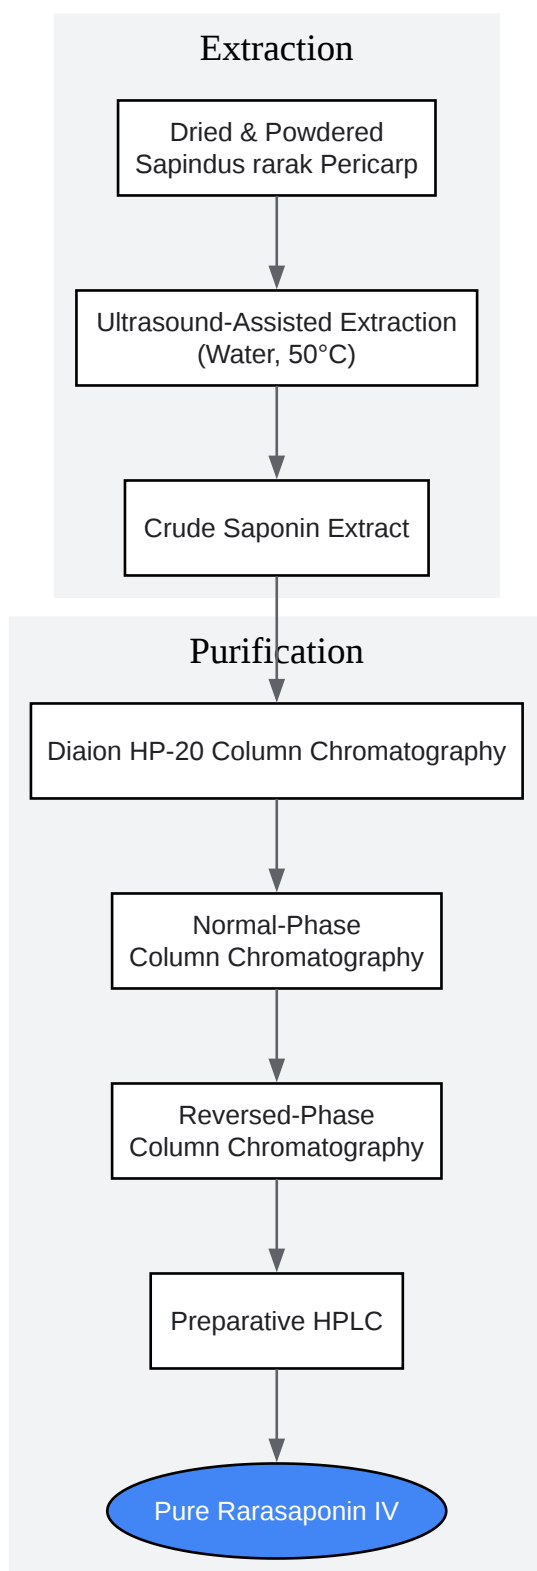 Extraction
Dried & Powdered
Sapindus rarak Pericarp
Ultrasound-Assisted Extraction
(Water, 50°C)
Crude Saponin Extract
Purification
Diaion HP-20 Column Chromatography
Normal-Phase
Column Chromatography
Reversed-Phase
Column Chromatography
Preparative HPLC
Pure Rarasaponin IV